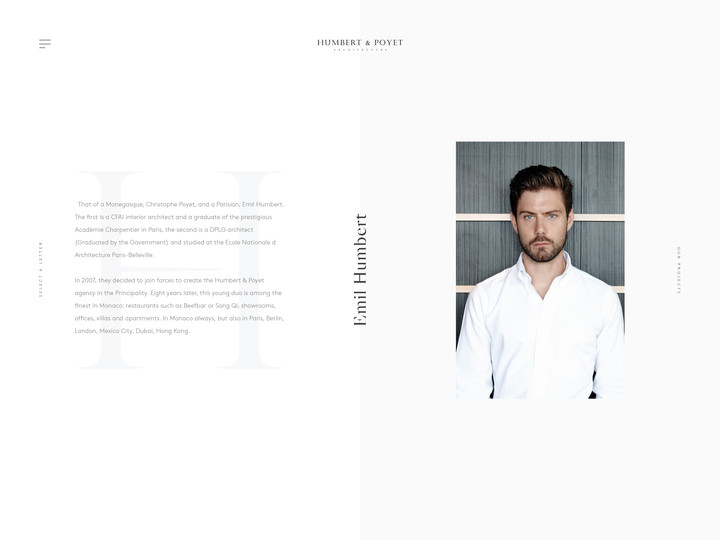 HUMBERT & POYET
ARCHITECTURE
That of a Monegasque, Christophe Poyet, and a Parisian, Emil Humbert.
The first is a CFAI interior architect and a graduate of the prestigious
Académie Charpentier in Paris, the second is a DPLG architect
(Graduated by the Government) and studied at the Ecole Nationale d
Architecture Paris-Belleville.
In 2007, they decided to join forces to create the Humbert & Poyet
agency in the Principality. Eight years later, this young duo is among the
finest in Monaco: restaurants such as Beefbar or Song Qi, showrooms,
offices, villas and apartments. In Monaco always, but also in Paris, Berlin,
London, Mexico City, Dubai, Hong Kong.
H
SELECT A LETTER
Emil Humbert
OUR PROJECTS